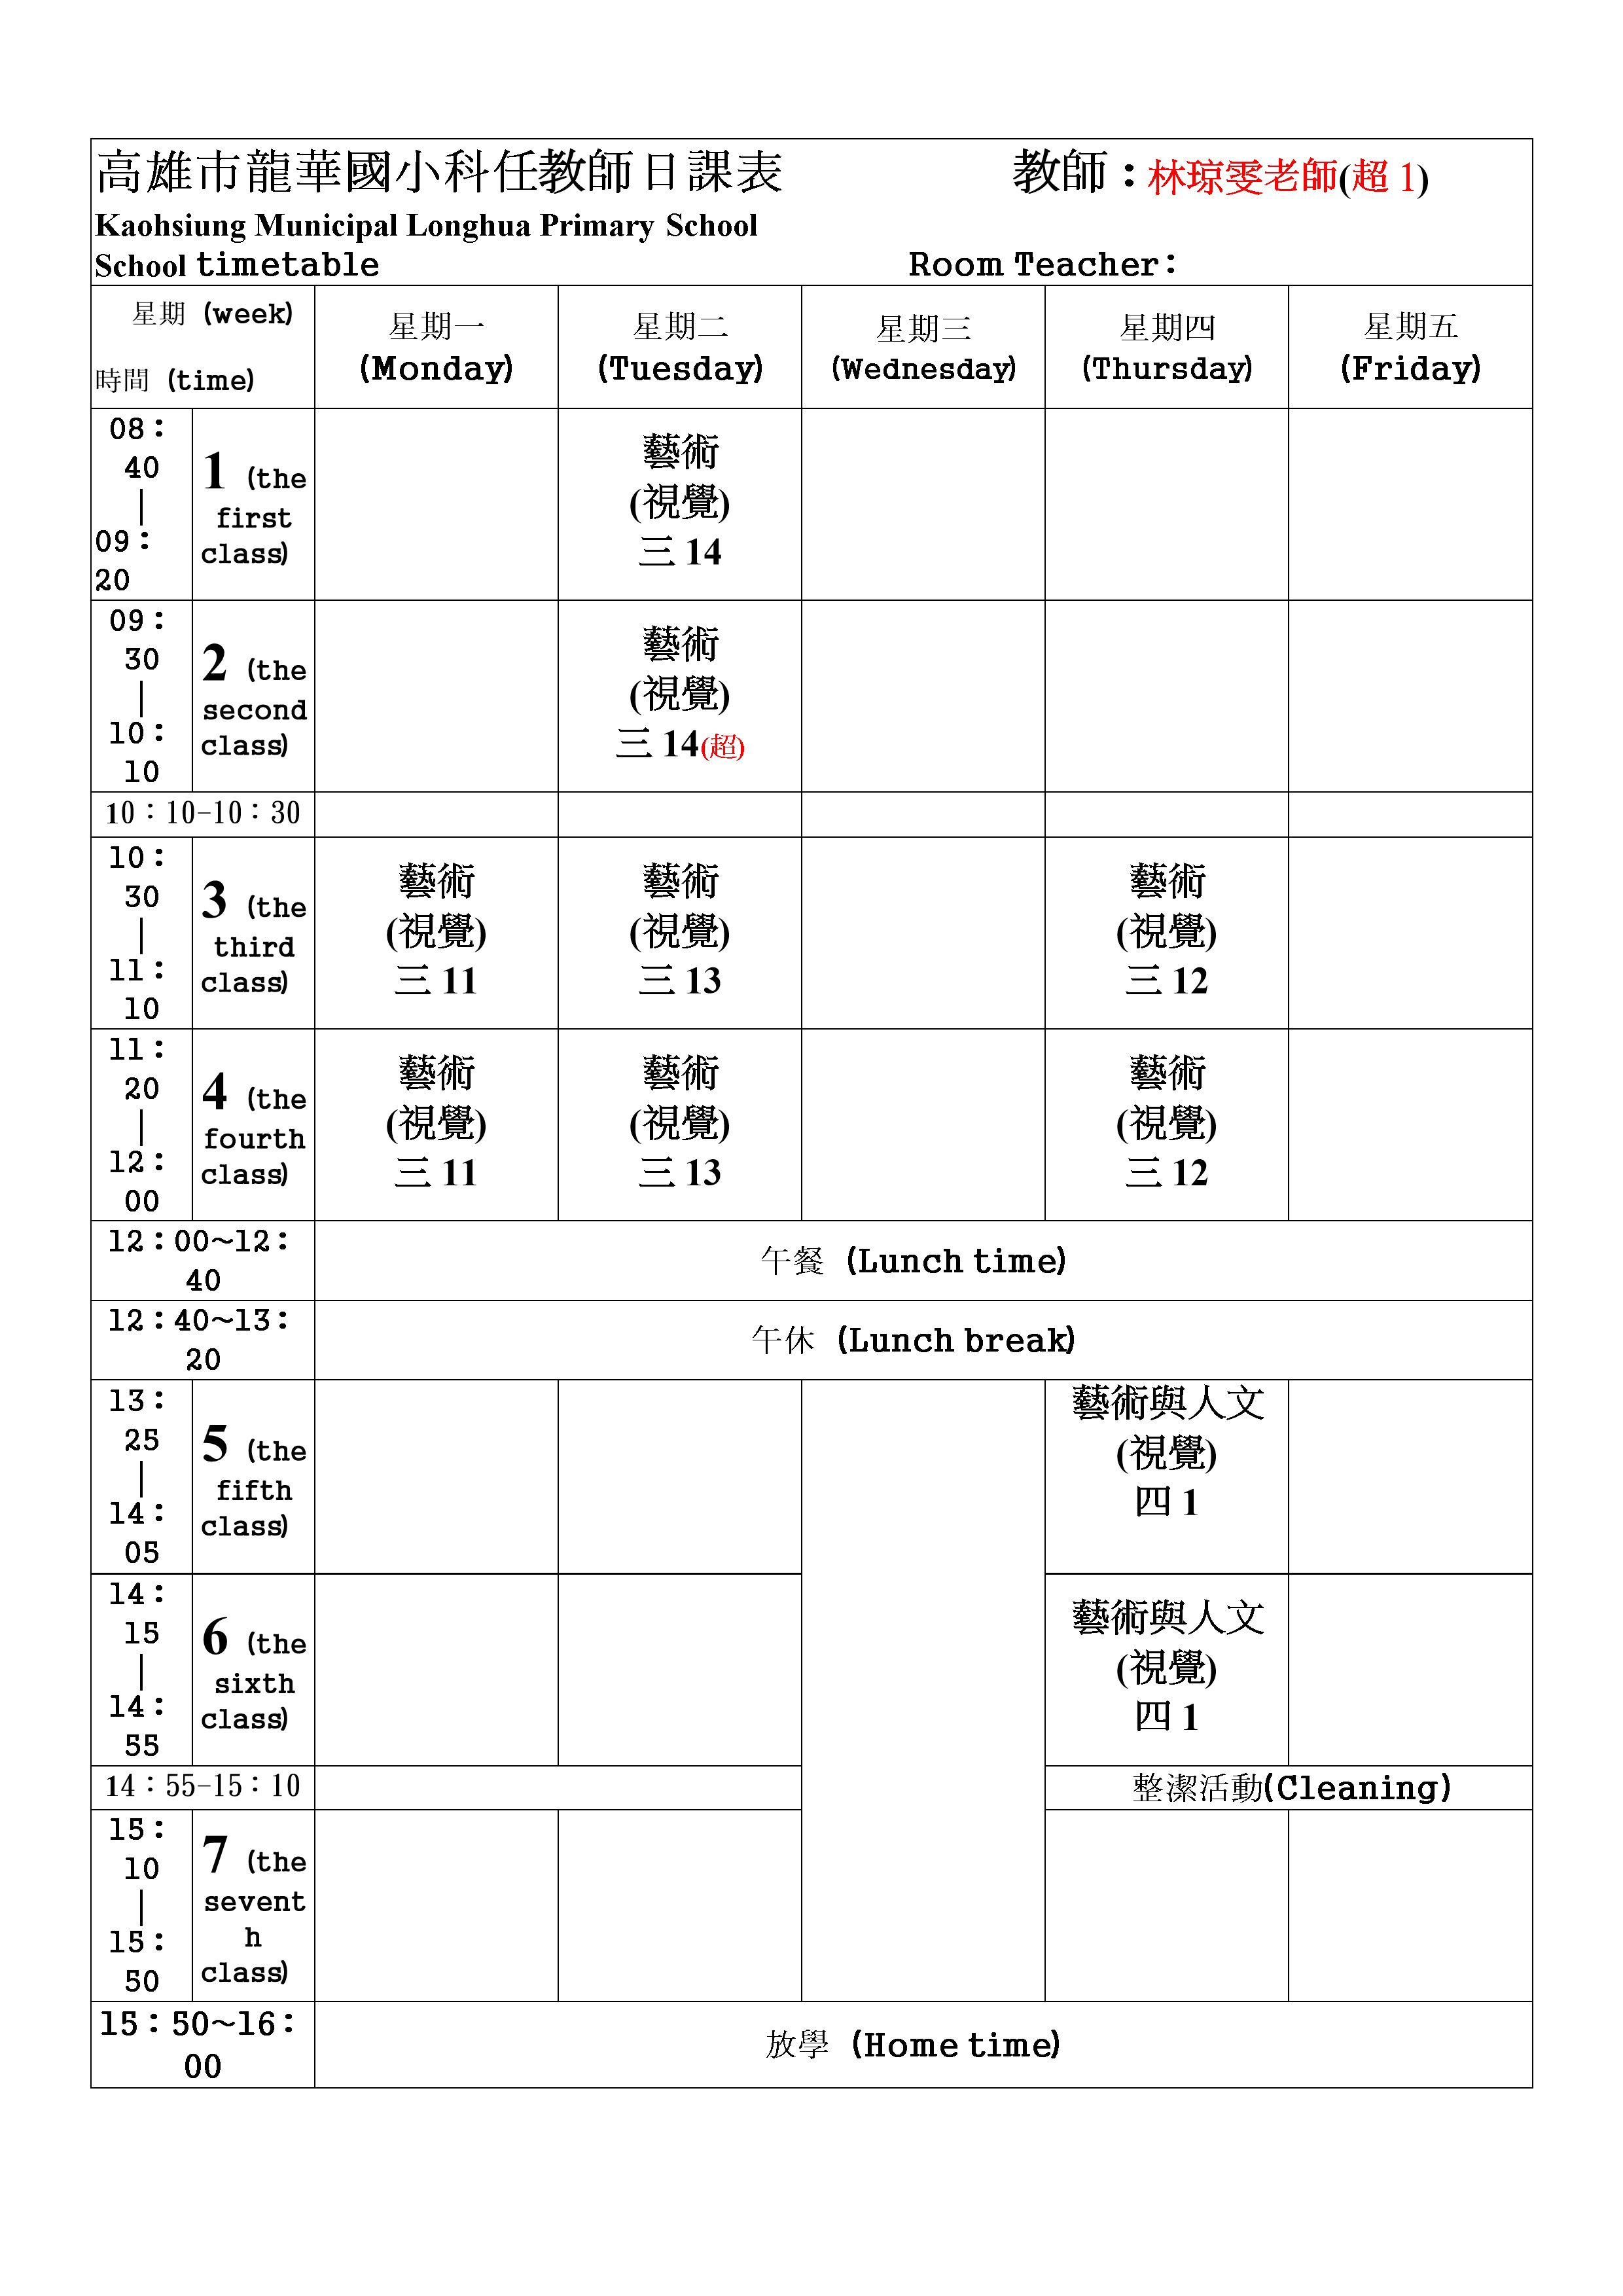 高雄市龍華國小科任教師日課表 教師：林琼雯老師(超 1)
Kaohsiung Municipal Longhua Primary School
School timetable Room Teacher：
星期 (week)
時間 (time)
星期一
(Monday)
星期二
(Tuesday)
星期三
(Wednesday)
星期四
(Thursday)
星期五
(Friday)
08：
40
｜
09：
20
1 (the
first
class)
藝術
(視覺)
三 14
09：
30
｜
10：
10
2 (the
second
class)
藝術
(視覺)
三 14(超)
10：10-10：30
10：
30
｜
11：
10
3 (the
third
class)
藝術
(視覺)
三 11
藝術
(視覺)
三 13
藝術
(視覺)
三 12
11：
20
｜
12：
00
4 (the
fourth
class)
藝術
(視覺)
三 11
藝術
(視覺)
三 13
藝術
(視覺)
三 12
12：00~12：
40
午餐 (Lunch time)
12：40~13：
20
午休 (Lunch break)
13：
25
｜
14：
05
5 (the
fifth
class)
藝術與人文
(視覺)
四 1
14：
15
｜
14：
55
6 (the
sixth
class)
藝術與人文
(視覺)
四 1
14：55-15：10
整潔活動(Cleaning)
15：
10
｜
15：
50
7 (the
sevent
h
class)
15：50~16：
00
放學 (Home time)